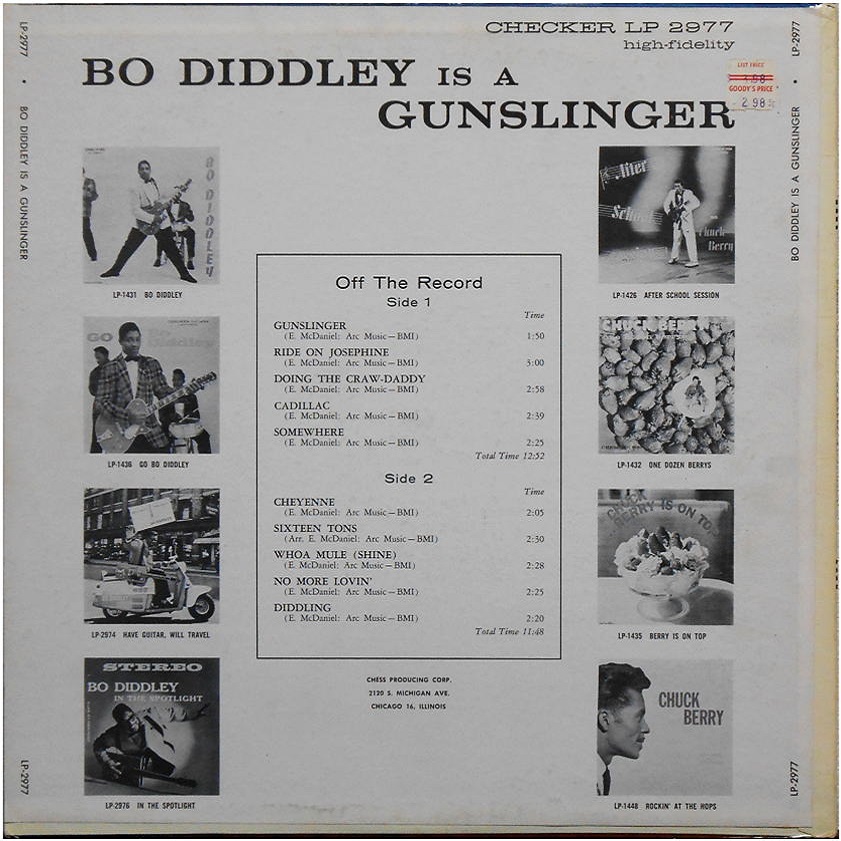 CHECKER LP 2977
high-fidelity
BO DIDDLEY IS A
GUNSLINGER
LIST PRICE
3.98
GOODY'S PRICE
2 98
LP-2977 • BO DIDDLEY IS A GUNSLINGER
LP-2977
LP-2977 • BO DIDDLEY IS A GUNSLINGER
LP-2977
BO DIDDLEY
LP-1431 BO DIDDLEY
GO Bo Diddley
LP-1436 GO BO DIDDLEY
LP-2974 HAVE GUITAR, WILL TRAVEL
STEREO
BO DIDDLEY
IN THE SPOTLIGHT
LP-2976 IN THE SPOTLIGHT
Off The Record
Side 1
Time
GUNSLINGER
(E. McDaniel: Arc Music—BMI) 1:50
RIDE ON JOSEPHINE
(E. McDaniel: Arc Music—BMI) 3:00
DOING THE CRAW-DADDY
(E. McDaniel: Arc Music—BMI) 2:58
CADILLAC
(E. McDaniel: Arc Music—BMI) 2:39
SOMEWHERE
(E. McDaniel: Arc Music—BMI) 2:25
Total Time 12:52
Side 2
Time
CHEYENNE
(E. McDaniel: Arc Music—BMI) 2:05
SIXTEEN TONS
(Arr. E. McDaniel: Arc Music—BMI) 2:30
WHOA MULE (SHINE)
(E. McDaniel: Arc Music—BMI) 2:28
NO MORE LOVIN'
(E. McDaniel: Arc Music—BMI) 2:25
DIDDLING
(E. McDaniel: Arc Music—BMI) 2:20
Total Time 11:48
CHESS PRODUCING CORP.
2120 S. MICHIGAN AVE.
CHICAGO 16, ILLINOIS
After
School
Chuck
Berry
LP-1426 AFTER SCHOOL SESSION
CHUCK BERRY
LP-1432 ONE DOZEN BERRYS
CHUCK
BERRY IS ON TOP
LP-1435 BERRY IS ON TOP
CHUCK
BERRY
LP-1448 ROCKIN' AT THE HOPS